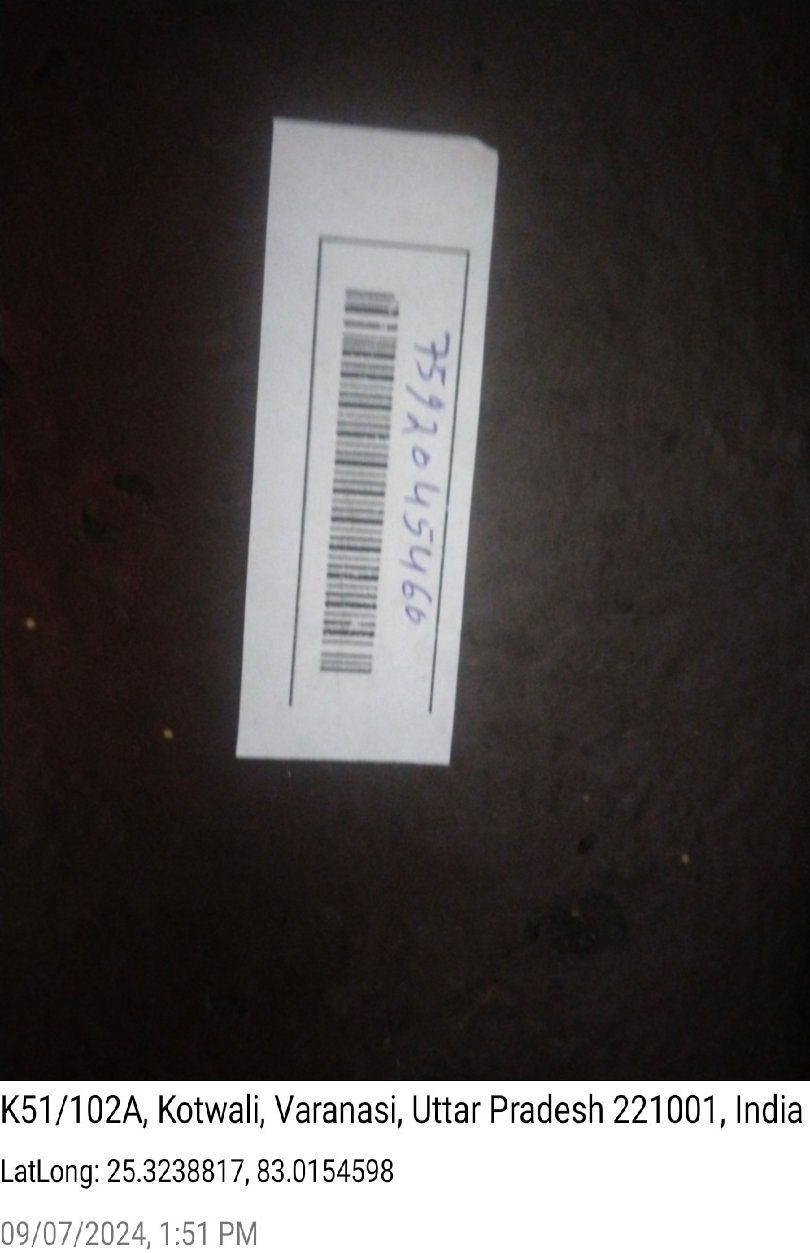 7592045460
K51/102A, Kotwali, Varanasi, Uttar Pradesh 221001, India
LatLong: 25.3238817, 83.0154598
09/07/2024, 1:51 PM